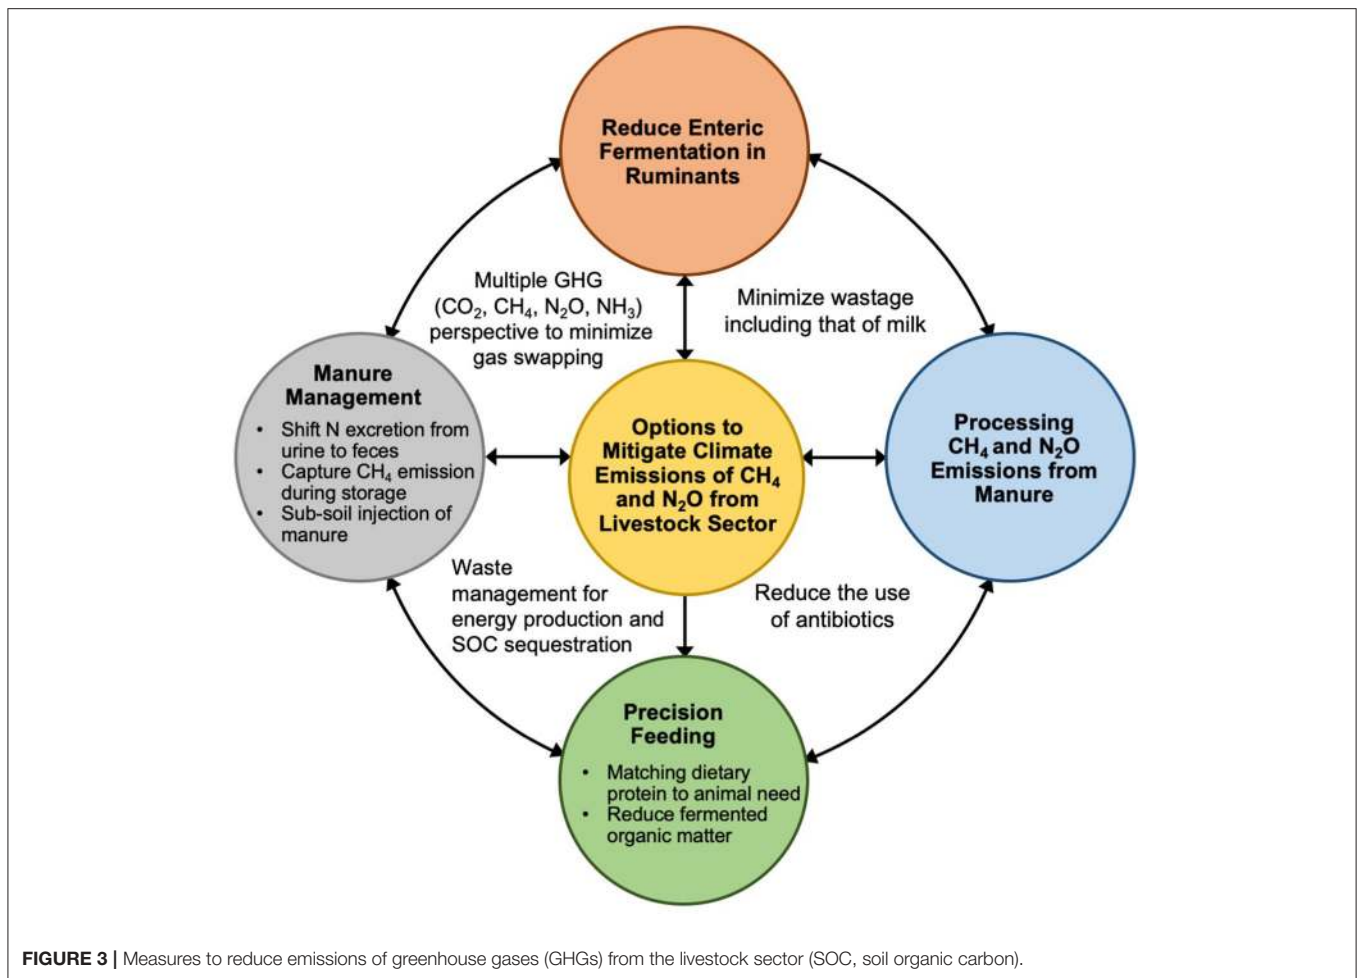 Reduce Enteric
Fermentation in
Ruminants
Multiple GHG
(CO₂, CH₄, N₂O, NH₃)
perspective to minimize
gas swapping
Minimize wastage
including that of milk
Manure
Management
• Shift N excretion from
urine to feces
• Capture CH₄ emission
during storage
• Sub-soil injection of
manure
Options to
Mitigate Climate
Emissions of CH₄
and N₂O from
Livestock Sector
Processing
CH₄ and N₂O
Emissions from
Manure
Waste
management for
energy production and
SOC sequestration
Reduce the use
of antibiotics
Precision
Feeding
• Matching dietary
protein to animal need
• Reduce fermented
organic matter
FIGURE 3 | Measures to reduce emissions of greenhouse gases (GHGs) from the livestock sector (SOC, soil organic carbon).